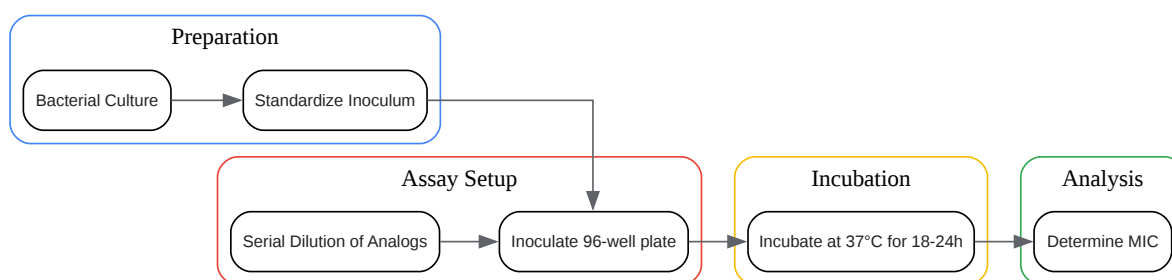 Preparation
Bacterial Culture
Standardize Inoculum
Assay Setup
Serial Dilution of Analogs
Inoculate 96-well plate
Incubation
Incubate at 37°C for 18-24h
Analysis
Determine MIC